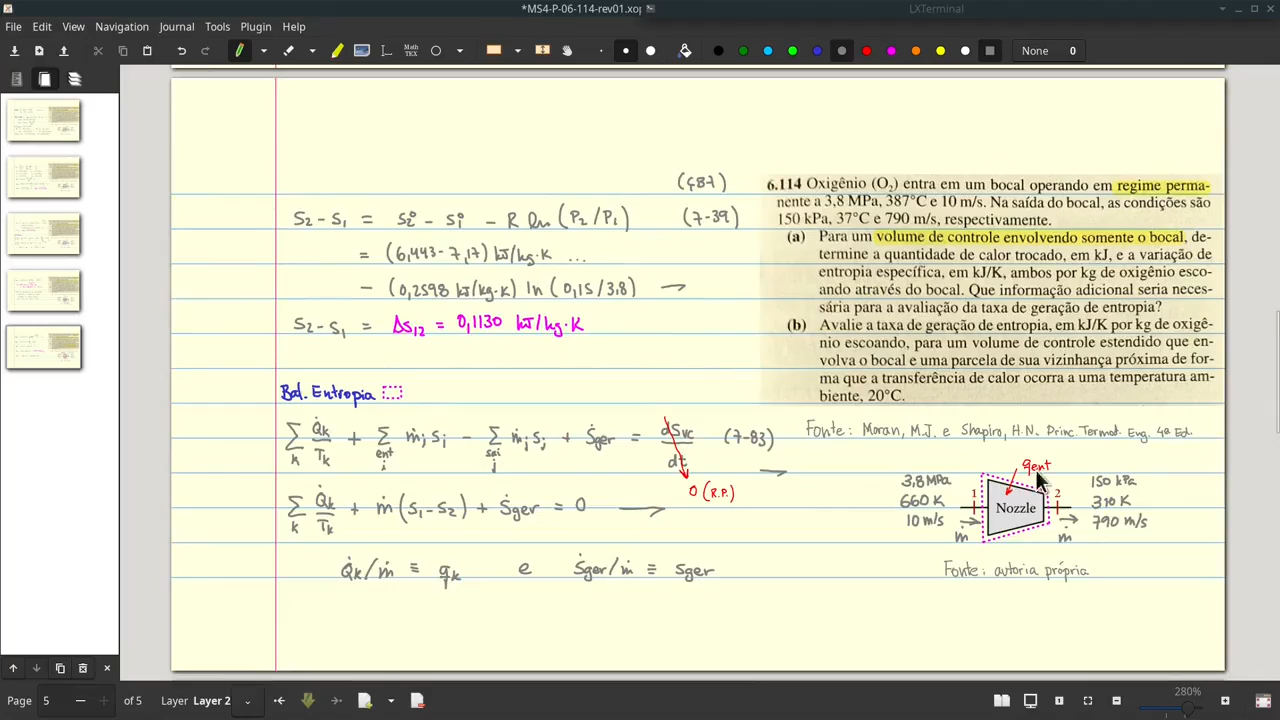 *MS4-P-06-114-rev01.xop
LXTerminal
File Edit View Navigation Journal Tools Plugin Help
Math TEX
None 0
(487)
S2 - S1 = S2° - S1° - R ln (P2/P1) (7-39)
= (6,443 - 7,17) kJ/kg·K ...
- (0,2598 kJ/kg·K) ln (0,15/3.8) →
S2 - S1 = Δs12 = 0,1130 kJ/kg·K
Bal. Entropia
∑k Q̇k/Tk + ∑ent i ṁi si - ∑sai j ṁj sj + Ṡger = dSvc/dt (7-83) →
0 (R.P.)
∑k Q̇k/Tk + ṁ(s1-s2) + Ṡger = 0 →
Q̇k/ṁ ≡ qk e Ṡger/ṁ ≡ sger
6.114 Oxigênio (O2) entra em um bocal operando em regime perma-
nente a 3,8 MPa, 387°C e 10 m/s. Na saída do bocal, as condições são
150 kPa, 37°C e 790 m/s, respectivamente.
(a) Para um volume de controle envolvendo somente o bocal, de-
termine a quantidade de calor trocado, em kJ, e a variação de
entropia específica, em kJ/K, ambos por kg de oxigênio esco-
ando através do bocal. Que informação adicional seria neces-
sária para a avaliação da taxa de geração de entropia?
(b) Avalie a taxa de geração de entropia, em kJ/K por kg de oxigê-
nio escoando, para um volume de controle estendido que en-
volva o bocal e uma parcela de sua vizinhança próxima de for-
ma que a transferência de calor ocorra a uma temperatura am-
biente, 20°C.
Fonte: Moran, M.J. e Shapiro, H.N. Princ. Termod. Eng. 4ª Ed.
qent
3,8 MPa 1 2 150 kPa
660 K Nozzle 310 K
10 m/s 790 m/s
ṁ ṁ
Fonte: autoria própria
Page 5 of 5 Layer Layer 2
280%